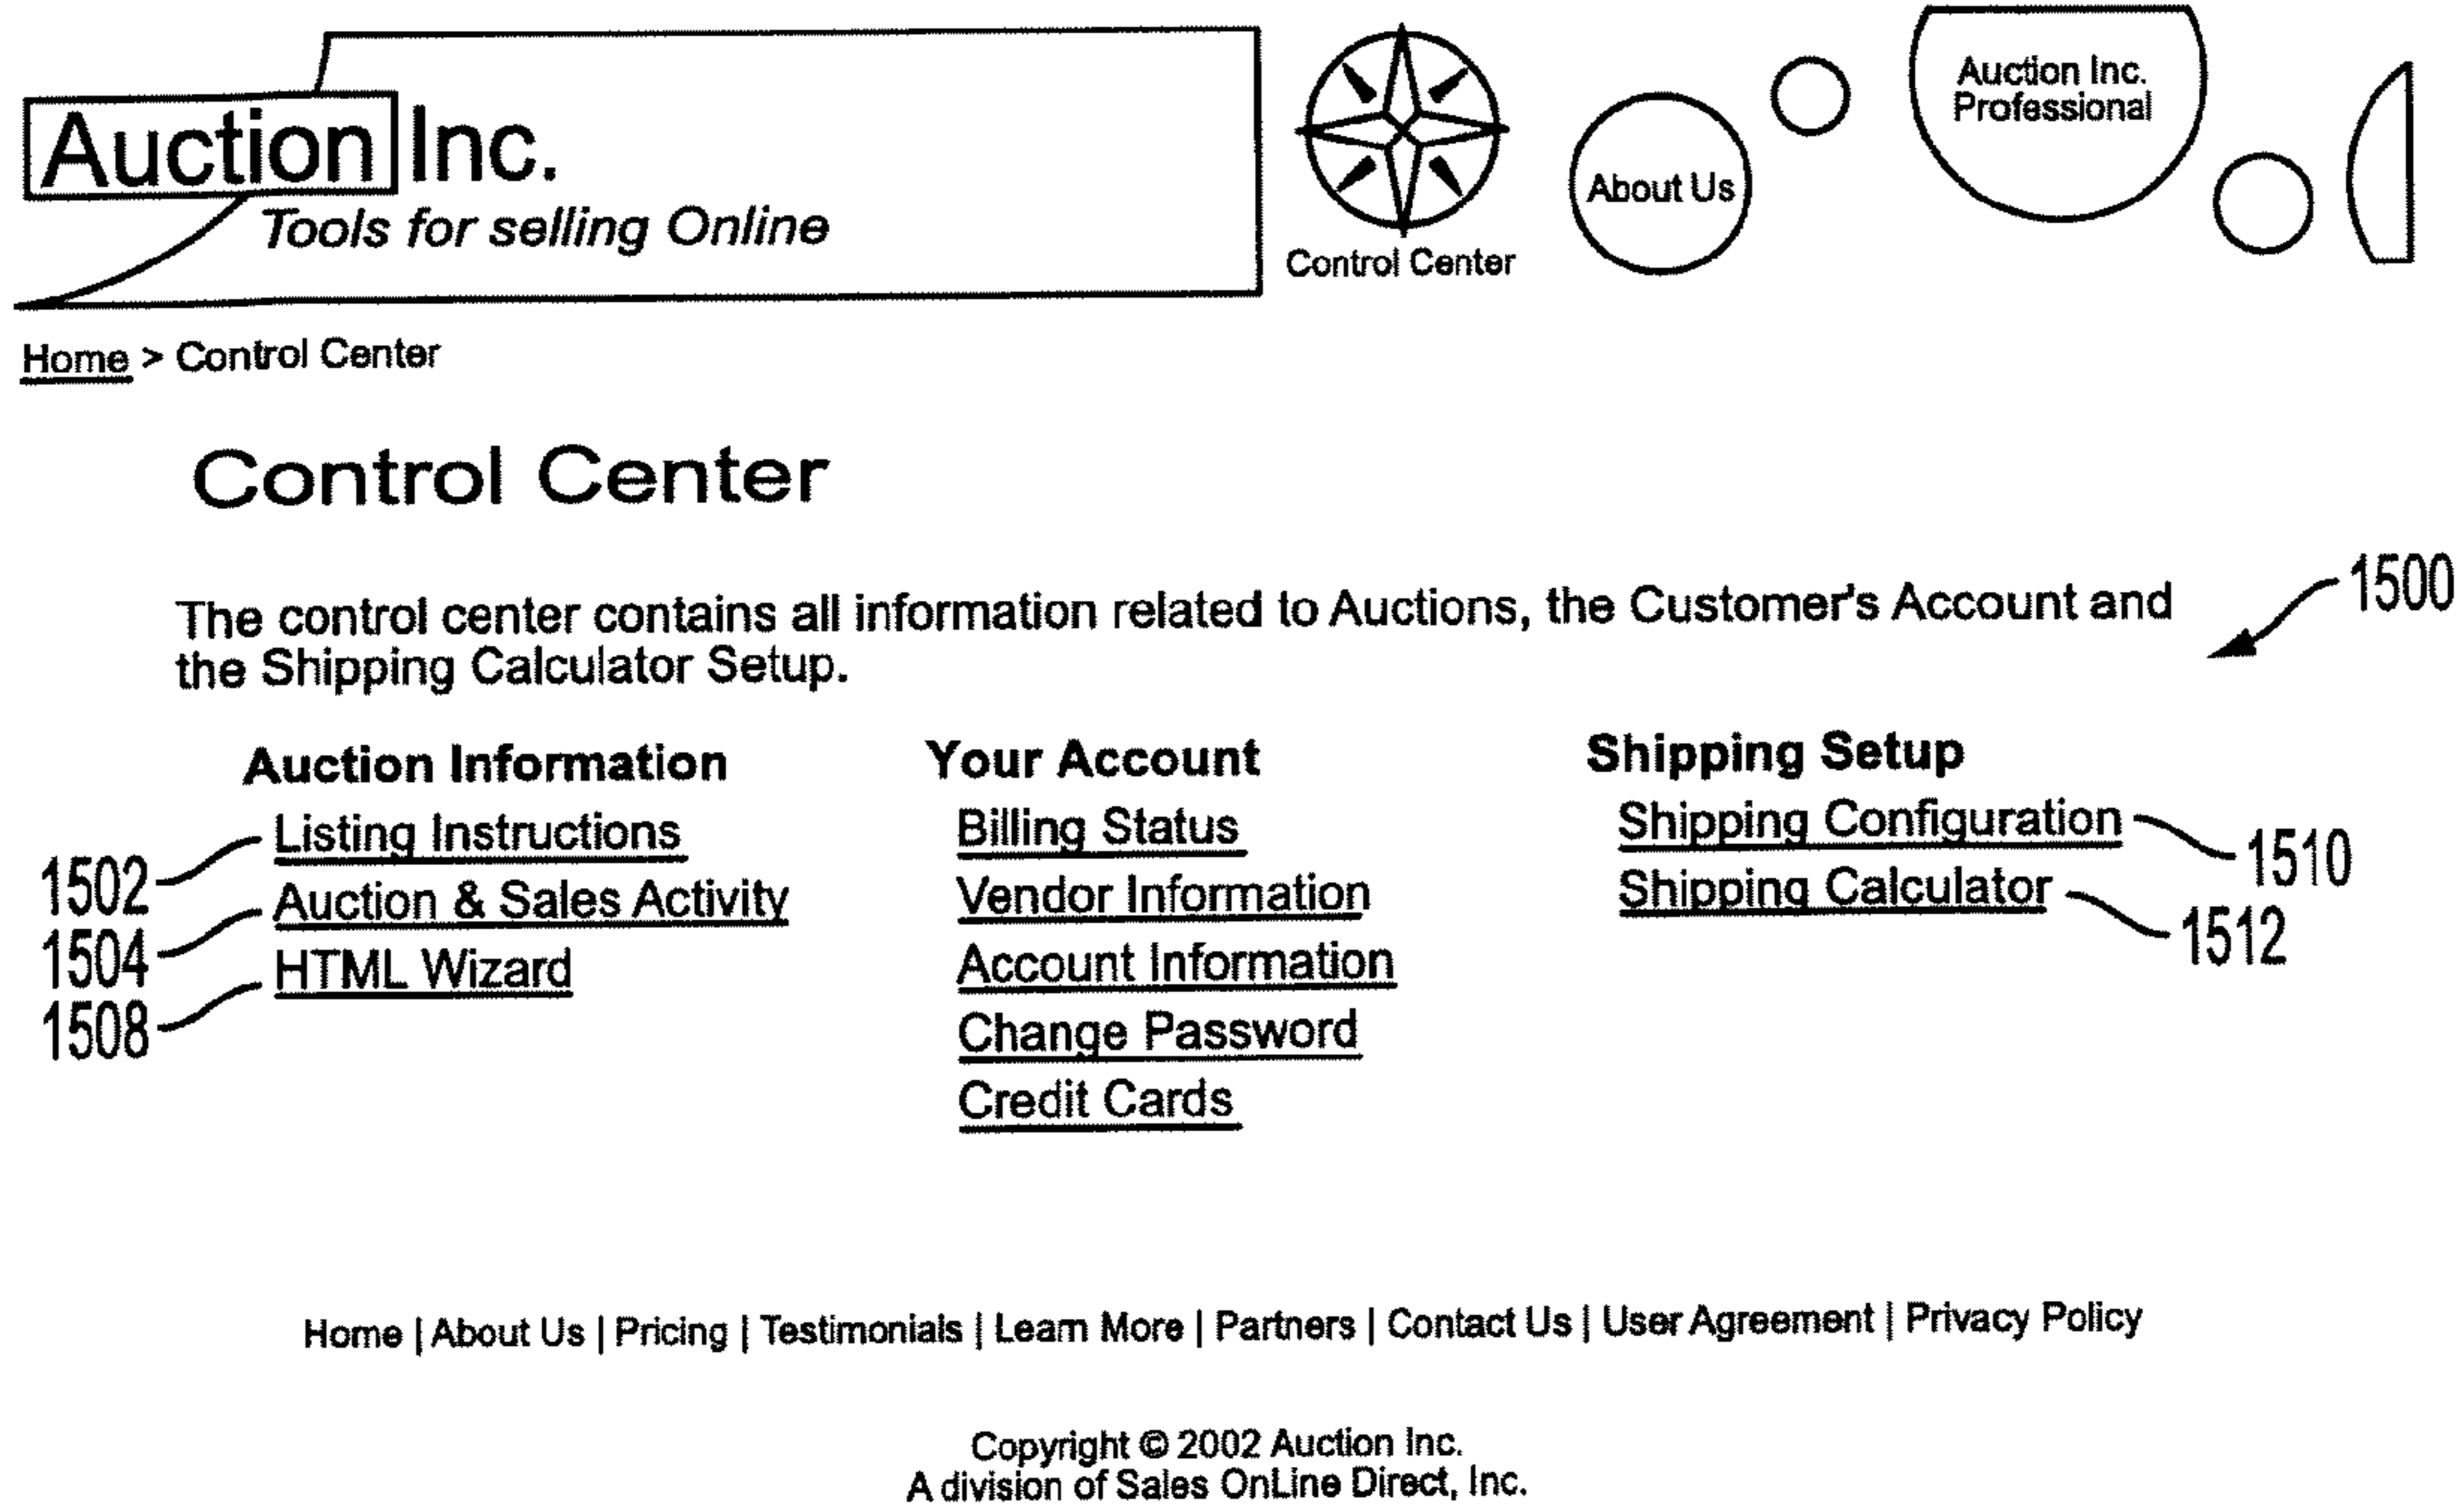 Auction Inc.
Tools for selling Online
Control Center
About Us
Auction Inc.
Professional
Home > Control Center
Control Center
1500
The control center contains all information related to Auctions, the Customer's Account and
the Shipping Calculator Setup.
Auction Information
Listing Instructions
1502
Auction & Sales Activity
1504
HTML Wizard
1508
Your Account
Billing Status
Vendor Information
Account Information
Change Password
Credit Cards
Shipping Setup
Shipping Configuration
1510
Shipping Calculator
1512
Home | About Us | Pricing | Testimonials | Learn More | Partners | Contact Us | User Agreement | Privacy Policy
Copyright © 2002 Auction Inc.
A division of Sales OnLine Direct, Inc.